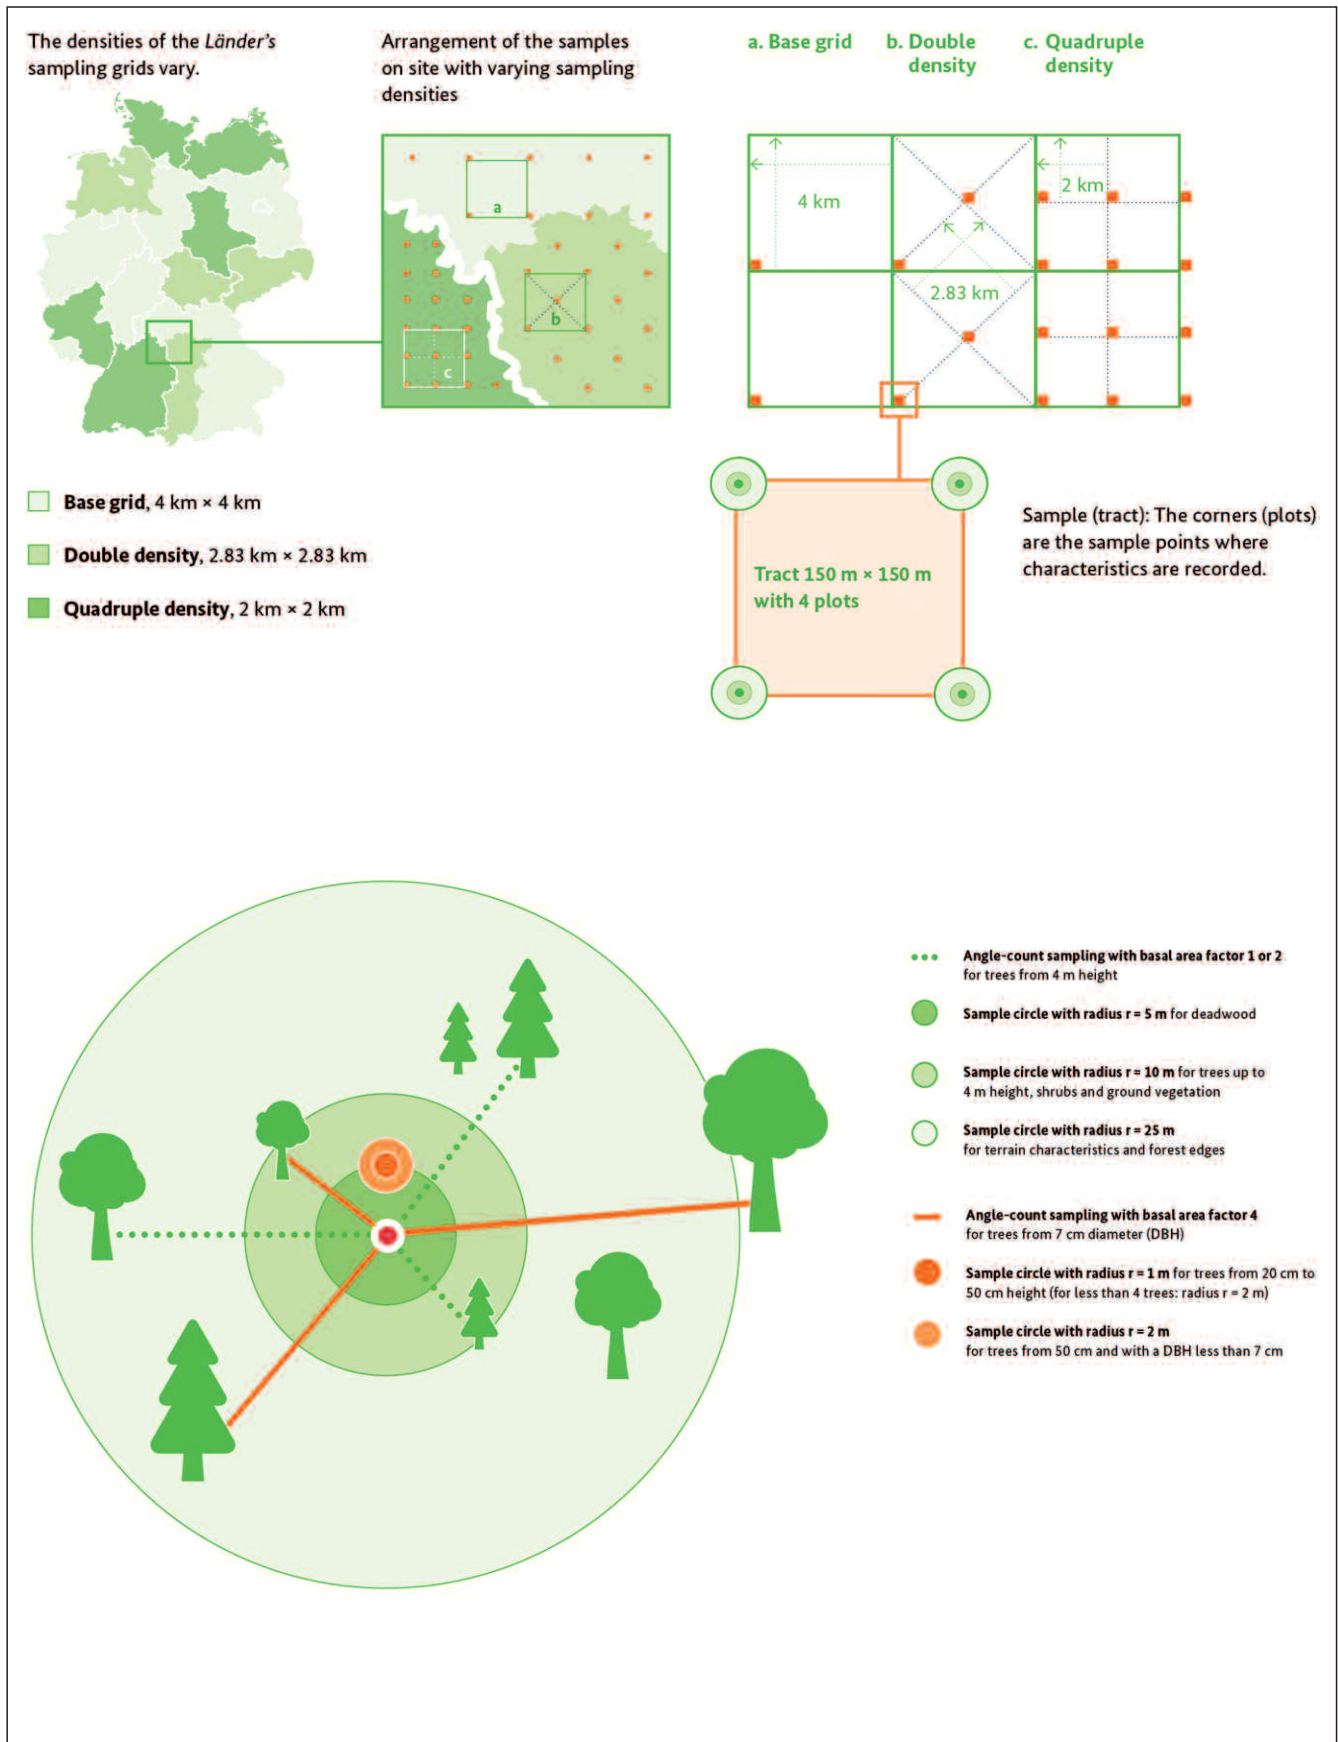 The densities of the Länder's
sampling grids vary.
Arrangement of the samples
on site with varying sampling
densities
a. Base grid
b. Double
density
c. Quadruple
density
a
b
c
4 km
2 km
2.83 km
Base grid, 4 km × 4 km
Double density, 2.83 km × 2.83 km
Quadruple density, 2 km × 2 km
Tract 150 m × 150 m
with 4 plots
Sample (tract): The corners (plots)
are the sample points where
characteristics are recorded.
Angle-count sampling with basal area factor 1 or 2
for trees from 4 m height
Sample circle with radius r = 5 m for deadwood
Sample circle with radius r = 10 m for trees up to
4 m height, shrubs and ground vegetation
Sample circle with radius r = 25 m
for terrain characteristics and forest edges
Angle-count sampling with basal area factor 4
for trees from 7 cm diameter (DBH)
Sample circle with radius r = 1 m for trees from 20 cm to
50 cm height (for less than 4 trees: radius r = 2 m)
Sample circle with radius r = 2 m
for trees from 50 cm and with a DBH less than 7 cm